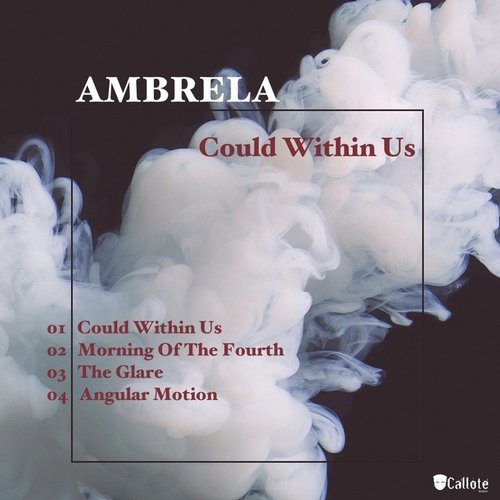 AMBRELA
Could Within Us
01 Could Within Us
02 Morning Of The Fourth
03 The Glare
04 Angular Motion
Callote